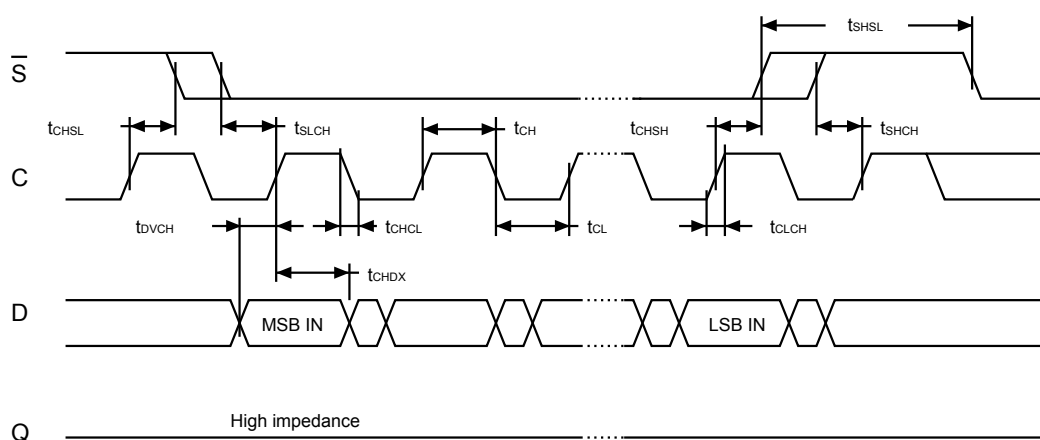 tSHSL
S̅
tCHSL
tSLCH
tCH
tCHSH
tSHCH
C
tDVCH
tCHCL
tCL
tCLCH
tCHDX
D
MSB IN
LSB IN
High impedance
Q